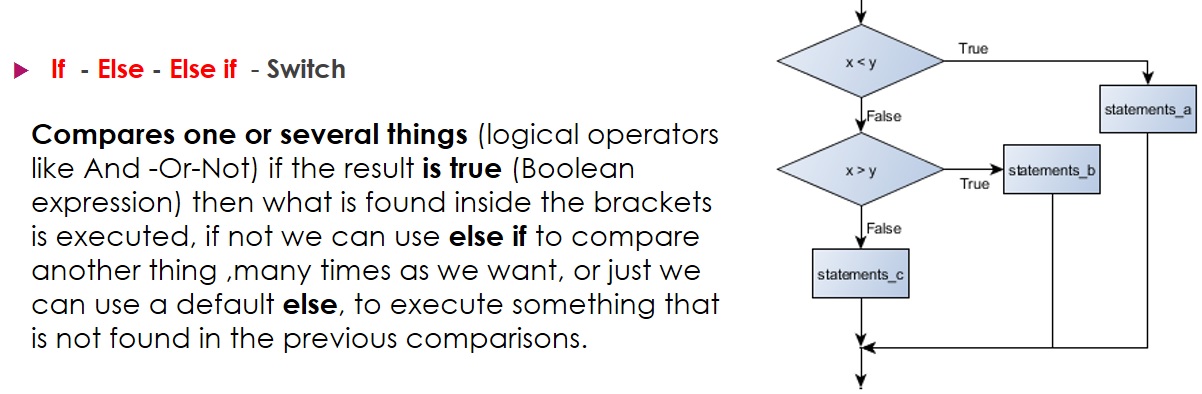 If - Else - Else if - Switch
Compares one or several things (logical operators
like And -Or-Not) if the result is true (Boolean
expression) then what is found inside the brackets
is executed, if not we can use else if to compare
another thing ,many times as we want, or just we
can use a default else, to execute something that
is not found in the previous comparisons.
x < y
True
statements_a
False
x > y
True
statements_b
False
statements_c